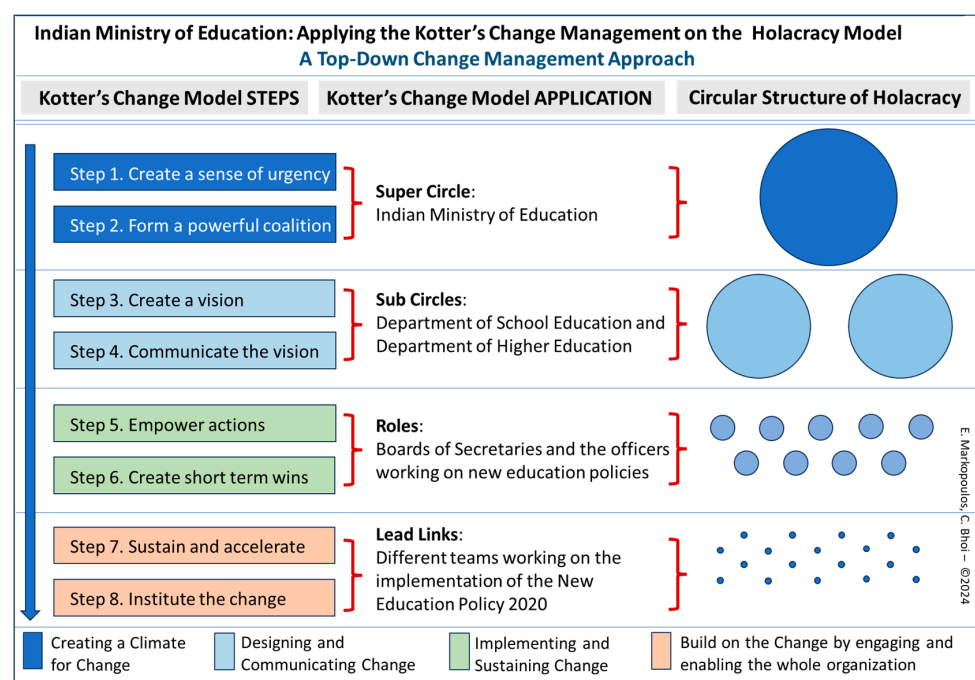 Indian Ministry of Education: Applying the Kotter's Change Management on the Holacracy Model
A Top-Down Change Management Approach
Kotter's Change Model STEPS
Kotter's Change Model APPLICATION
Circular Structure of Holacracy
Step 1. Create a sense of urgency
Step 2. Form a powerful coalition
Super Circle:
Indian Ministry of Education
Step 3. Create a vision
Step 4. Communicate the vision
Sub Circles:
Department of School Education and
Department of Higher Education
Step 5. Empower actions
Step 6. Create short term wins
Roles:
Boards of Secretaries and the officers
working on new education policies
Step 7. Sustain and accelerate
Step 8. Institute the change
Lead Links:
Different teams working on the
implementation of the New
Education Policy 2020
E. Markopoulos, C. Bhoi – ©2024
Creating a Climate
for Change
Designing and
Communicating Change
Implementing and
Sustaining Change
Build on the Change by engaging and
enabling the whole organization